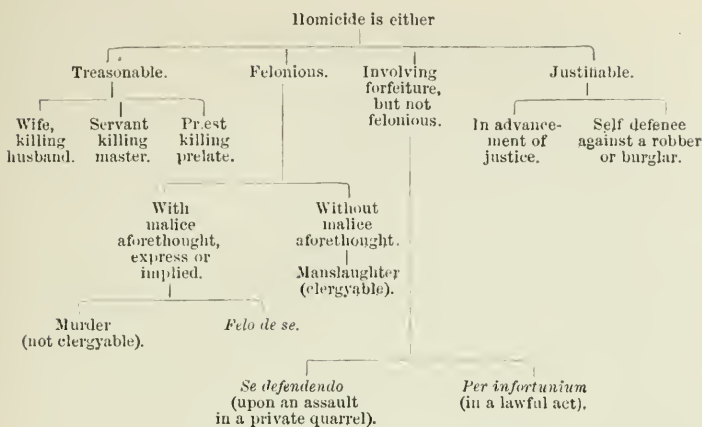 Homicide is either
Treasonable.
Felonious.
Involving
forfeiture,
but not
felonious.
Justifiable.
Wife,
killing
husband.
Servant
killing
master.
Priest
killing
prelate.
In advance-
ment of
justice.
Self defence
against a robber
or burglar.
With
malice
aforethought,
express or
implied.
Without
malice
aforethought.
Manslaughter
(clergyable).
Murder
(not clergyable).
Felo de se.
Se defendendo
(upon an assault
in a private quarrel).
Per infortunium
(in a lawful act).